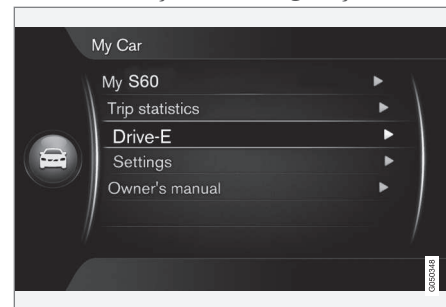 My Car
My S60
Trip statistics
Drive-E
Settings
Owner's manual
G050348